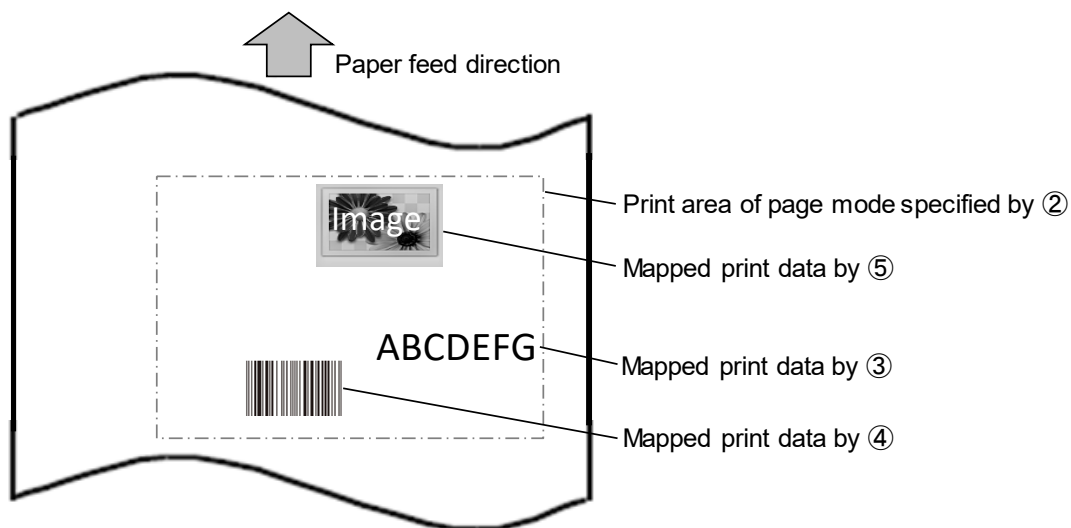 Paper feed direction
Print area of page mode specified by ②
Image
Mapped print data by ⑤
ABCDEFG
Mapped print data by ③
Mapped print data by ④